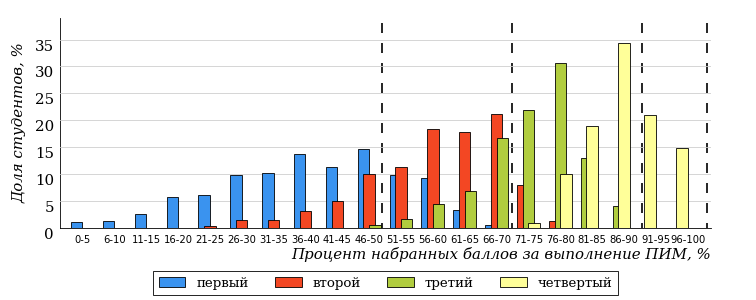 Доля студентов, %
35
30
25
20
15
10
5
0
0-5 6-10 11-15 16-20 21-25 26-30 31-35 36-40 41-45 46-50 51-55 56-60 61-65 66-70 71-75 76-80 81-85 86-90 91-95 96-100
Процент набранных баллов за выполнение ПИМ, %
первый второй третий четвертый